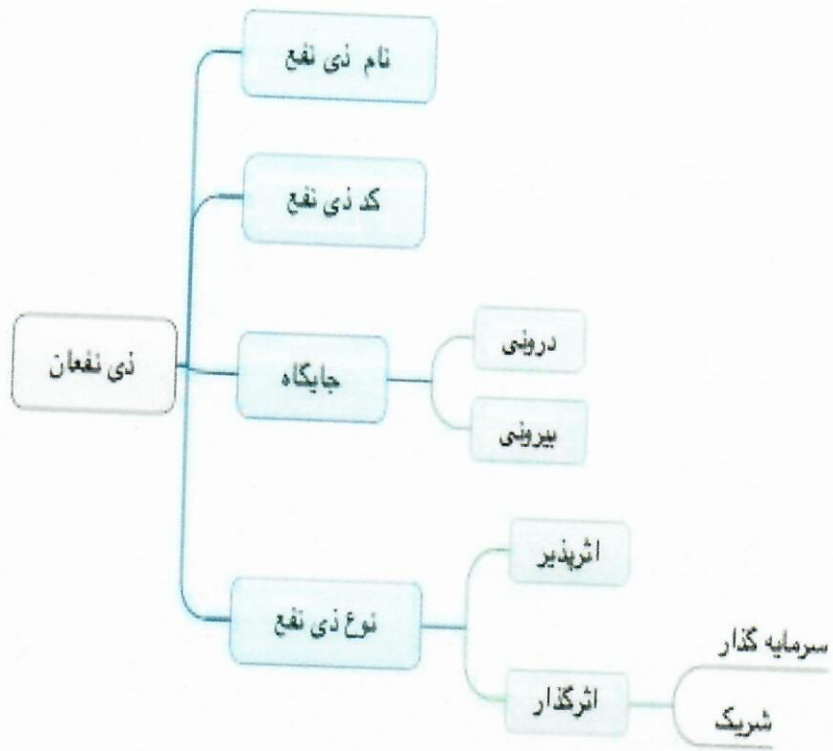 نام ذی نفع
کد ذی نفع
ذی نفعان
جایگاه
درونی
بیرونی
نوع ذی نفع
اثرپذیر
اثرگذار
سرمایه گذار
شریک